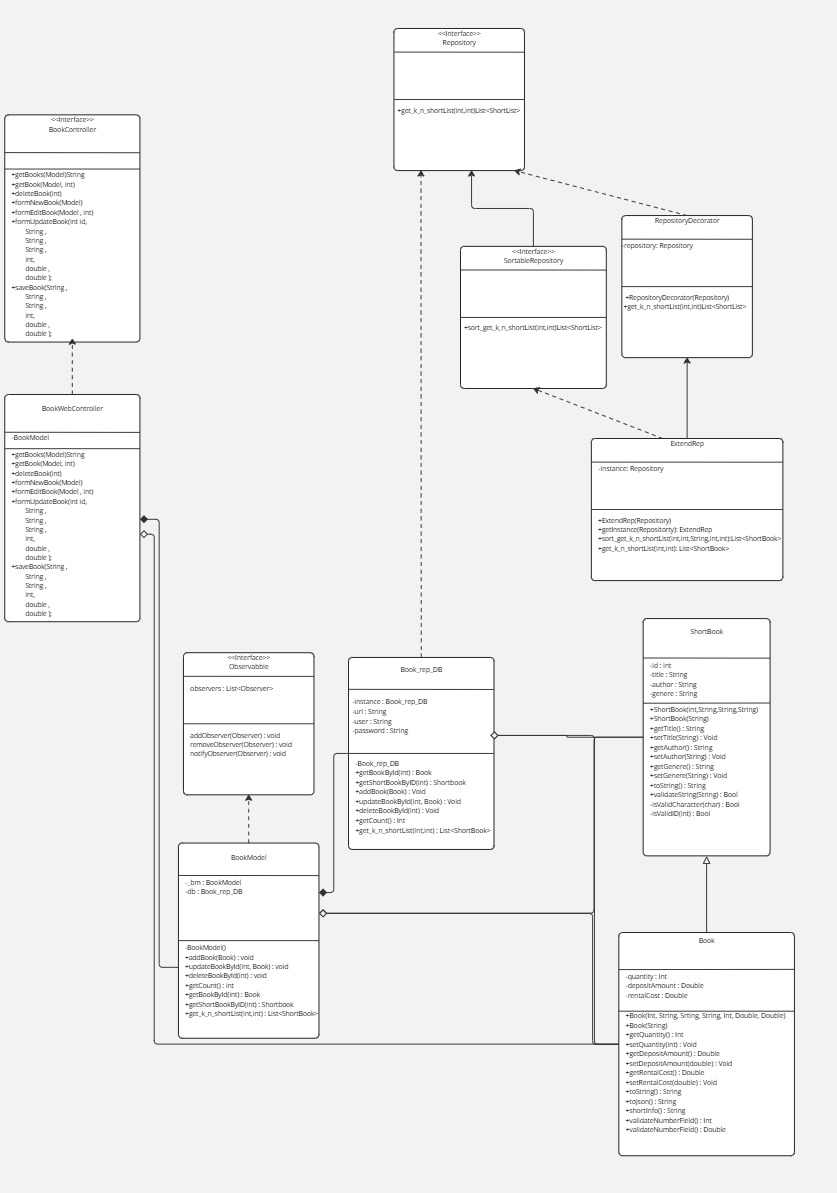 <<Interface>>
Repository
+get_k_n_shortList(int,int)List<ShortList>
<<Interface>>
BookController
+getBooks(Model)String
+getBook(Model, int)
+deleteBook(int)
+formNewBook(Model)
+formEditBook(Model , int)
+formUpdateBook(int id,
String ,
String ,
String ,
int,
double ,
double );
+saveBook(String ,
String ,
String ,
int,
double ,
double );
RepositoryDecorator
-repository: Repository
+RepositoryDecorator(Repository)
+get_k_n_shortList(int,int)List<ShortList>
<<Interface>>
SortableRepository
+sort_get_k_n_shortList(int,int)List<ShortList>
BookWebController
-BookModel
+getBooks(Model)String
+getBook(Model, int)
+deleteBook(int)
+formNewBook(Model)
+formEditBook(Model , int)
+formUpdateBook(int id,
String ,
String ,
String ,
int,
double ,
double );
+saveBook(String ,
String ,
String ,
int,
double ,
double );
ExtendRep
-instance: Repository
+ExtendRep(Repository)
+getInstance(Repositorty): ExtendRep
+sort_get_k_n_shortList(int,int,String,int,int):List<ShortBook>
+get_k_n_shortList(int,int): List<ShortBook>
<<Interface>>
Observabble
observers : List<Observer>
addObserver(Observer) : void
removeObserver(Observer) : void
notifyObserver(Observer) : void
Book_rep_DB
-instance : Book_rep_DB
-url : String
-user : String
-password : String
-Book_rep_DB
+getBookById(int) : Book
+getShortBookByID(int) : Shortbook
+addBook(Book) : Void
+updateBookById(int, Book) : Void
+deleteBookById(int) : Void
+getCount() : Int
+get_k_n_shortList(int,int) : List<ShortBook>
ShortBook
-id : int
-title : String
-author : String
-genere : String
+ShortBook(int,String,String,String)
+ShortBook(String)
+getTitle() : String
+setTitle(String) : Void
+getAuthor() : String
+setAuthor(String) : Void
+getGenere() : String
+setGenere(String) : Void
+toString() : String
+validateString(String) : Bool
-isValidCharacter(char) : Bool
-isValidID(int) : Bool
BookModel
-_bm : BookModel
-db : Book_rep_DB
-BookModel()
+addBook(Book) : void
+updateBookById(int, Book) : void
+deleteBookById(int) : void
+getCount() : int
+getBookById(int) : Book
+getShortBookByID(int) : Shortbook
+get_k_n_shortList(int,int) : List<ShortBook>
Book
-quantity : Int
-depositAmount : Double
-rentalCost : Double
+Book(Int, String, Srting, String, Int, Double, Double)
+Book(String)
+getQuantity() : Int
+setQuantity(Int) : Void
+getDepositAmount() : Double
+setDepositAmount(double) : Void
+getRentalCost() : Double
+setRentalCost(double) : Void
+toString() : String
+toJson() : String
+shortInfo() : String
+validateNumberField() : Int
+validateNumberField() : Double